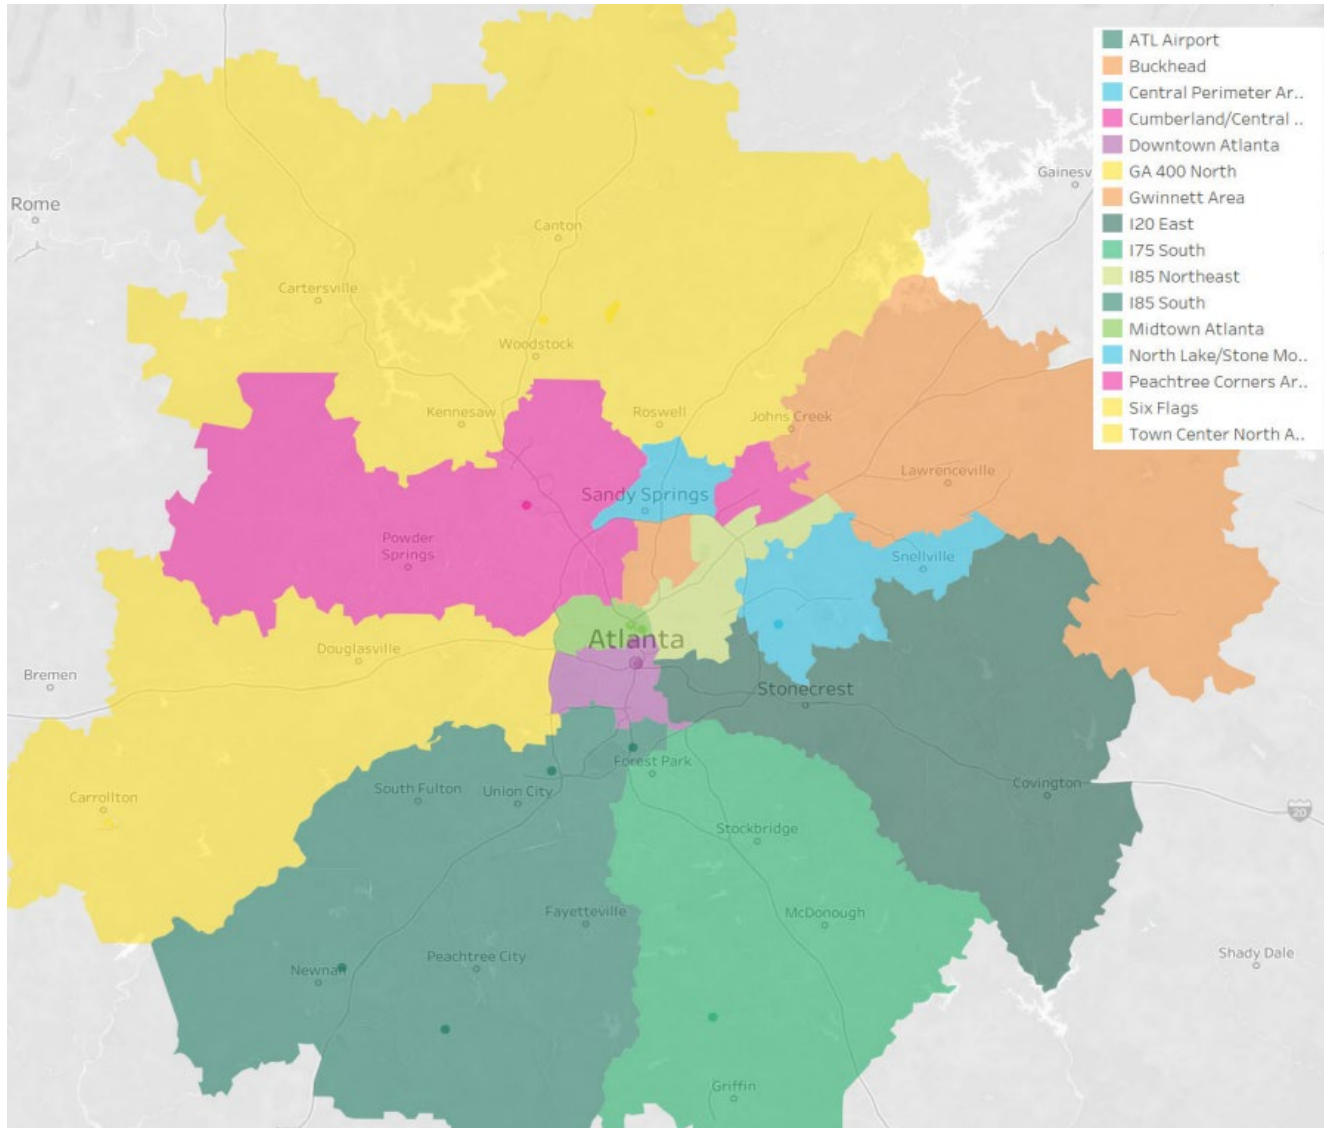 ATL Airport
Buckhead
Central Perimeter Ar..
Cumberland/Central ..
Downtown Atlanta
GA 400 North
Gwinnett Area
I20 East
I75 South
I85 Northeast
I85 South
Midtown Atlanta
North Lake/Stone Mo..
Peachtree Corners Ar..
Six Flags
Town Center North A..
Gainesv
Rome
Canton
Cartersville
Woodstock
Kennesaw
Roswell
Johns Creek
Lawrenceville
Sandy Springs
Powder
Springs
Snellville
Atlanta
Douglasville
Bremen
Stonecrest
Forest Park
Covington
South Fulton
Union City
Carrollton
20
Stockbridge
Fayetteville
McDonough
Shady Dale
Peachtree City
Newnan
Griffin